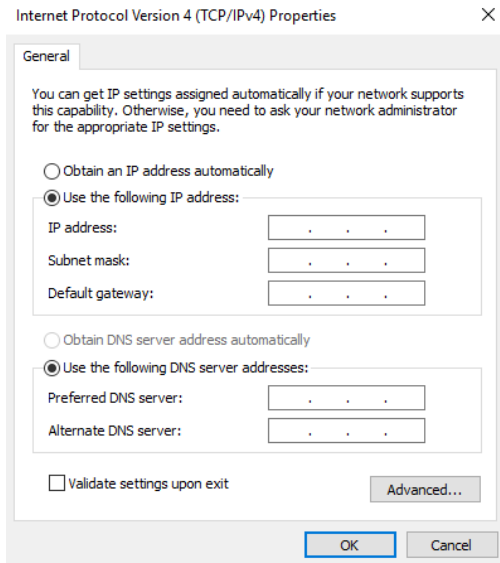 Internet Protocol Version 4 (TCP/IPv4) Properties
General
You can get IP settings assigned automatically if your network supports
this capability. Otherwise, you need to ask your network administrator
for the appropriate IP settings.
Obtain an IP address automatically
Use the following IP address:
IP address: . . .
Subnet mask: . . .
Default gateway: . . .
Obtain DNS server address automatically
Use the following DNS server addresses:
Preferred DNS server: . . .
Alternate DNS server: . . .
Validate settings upon exit
Advanced...
OK Cancel